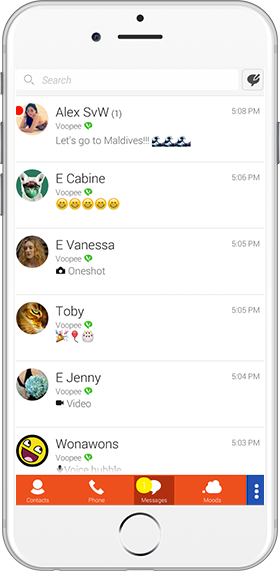 Search
Alex SvW (1) 5:08 PM
Voopee
Let's go to Maldives!!! 🌊🌊🌊
E Cabine 5:06 PM
Voopee
😄😄😄😄😄
E Vanessa 5:05 PM
Voopee
Oneshot
Toby 5:05 PM
Voopee
🎉🎈🎂
E Jenny 5:04 PM
Voopee
Video
Wonawons 5:03 PM
Voopee
Voice bubble
1
Contacts Phone Messages Moods